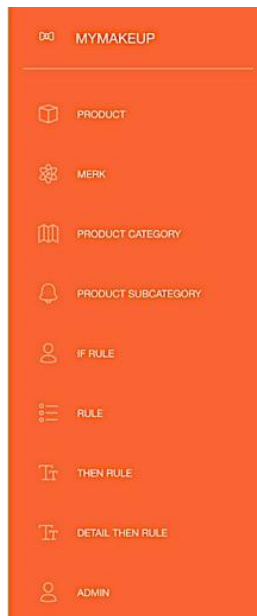 MYMAKEUP
PRODUCT
MERK
PRODUCT CATEGORY
PRODUCT SUBCATEGORY
IF RULE
RULE
THEN RULE
DETAIL THEN RULE
ADMIN